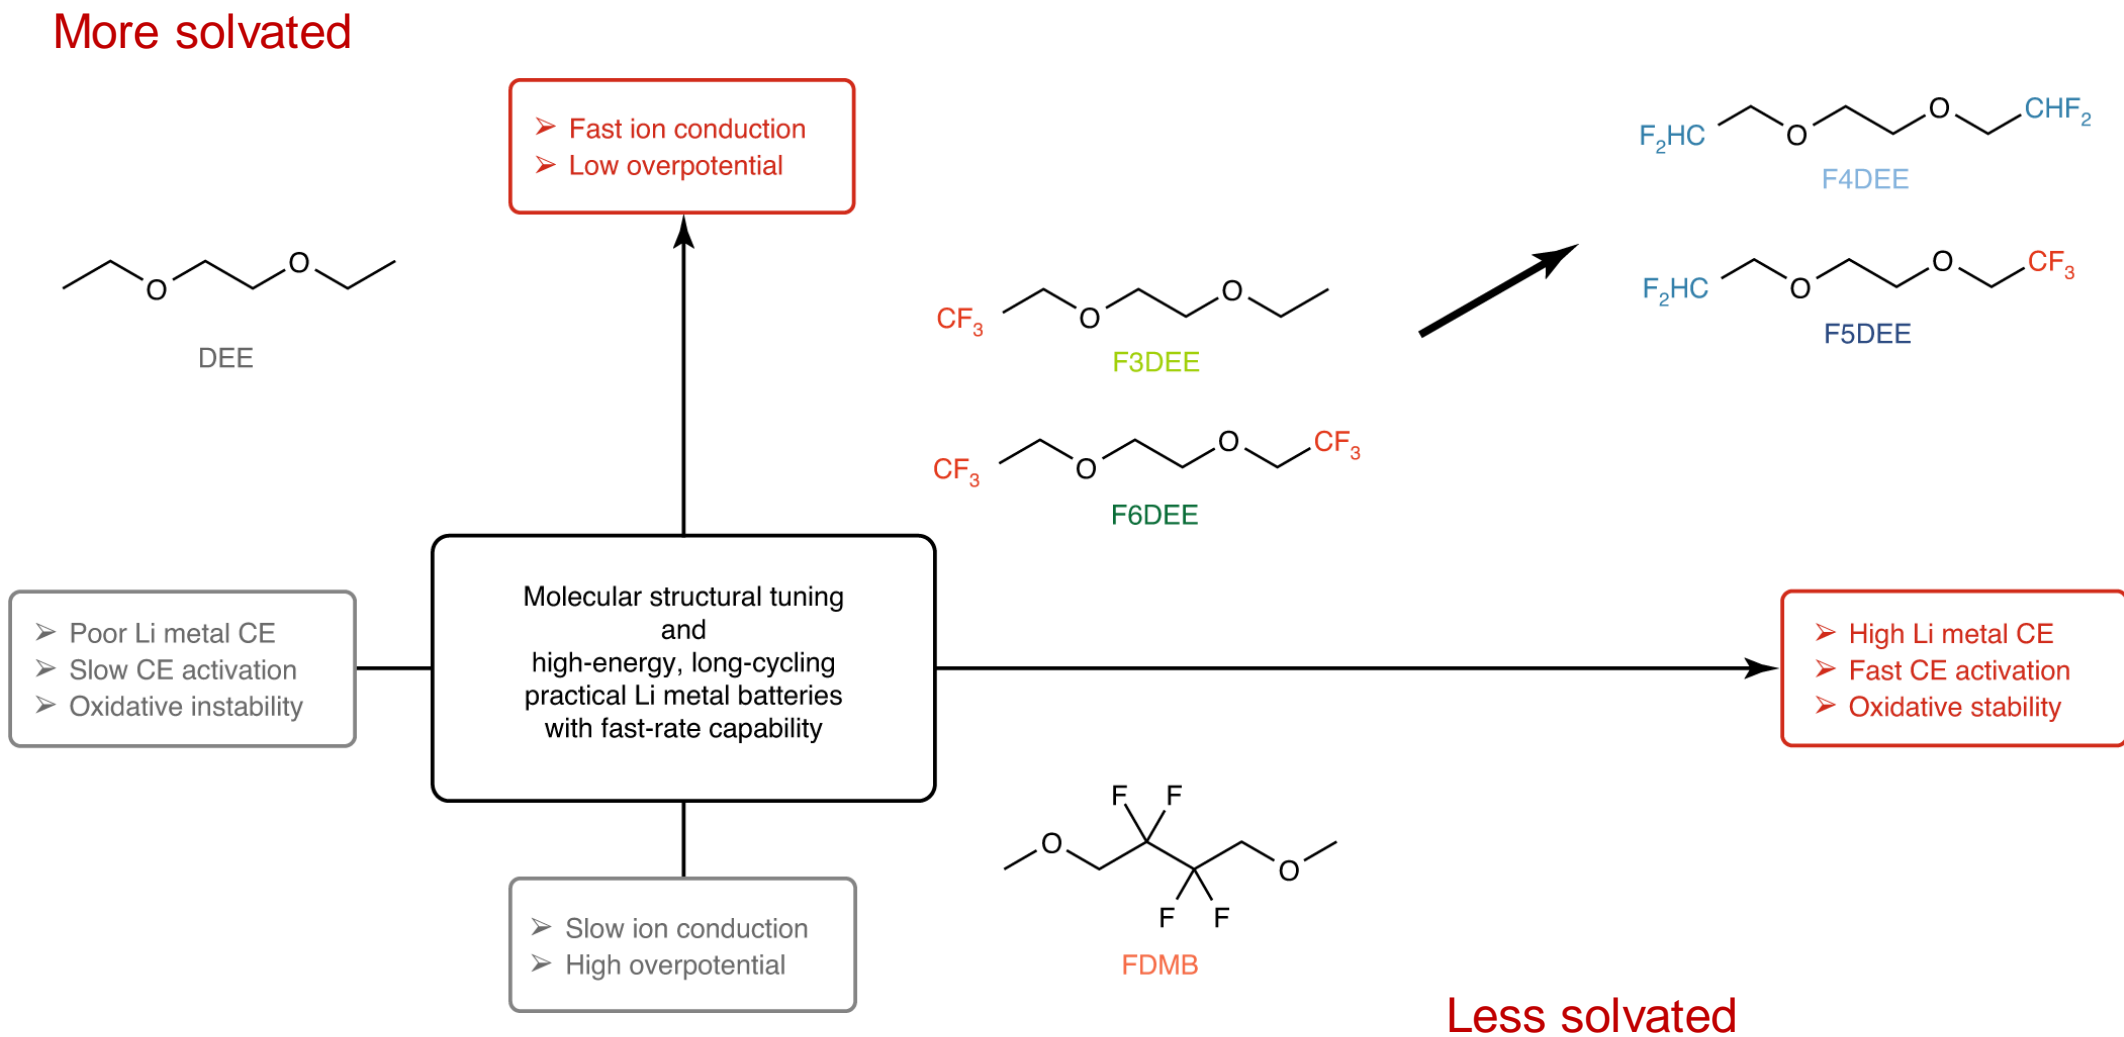 More solvated
➢ Fast ion conduction
➢ Low overpotential
F₂HC O O CHF₂
F4DEE
O O
DEE
CF₃ O O
F3DEE
F₂HC O O CF₃
F5DEE
CF₃ O O CF₃
F6DEE
➢ Poor Li metal CE
➢ Slow CE activation
➢ Oxidative instability
Molecular structural tuning
and
high-energy, long-cycling
practical Li metal batteries
with fast-rate capability
➢ High Li metal CE
➢ Fast CE activation
➢ Oxidative stability
➢ Slow ion conduction
➢ High overpotential
F F
O O
F F
FDMB
Less solvated